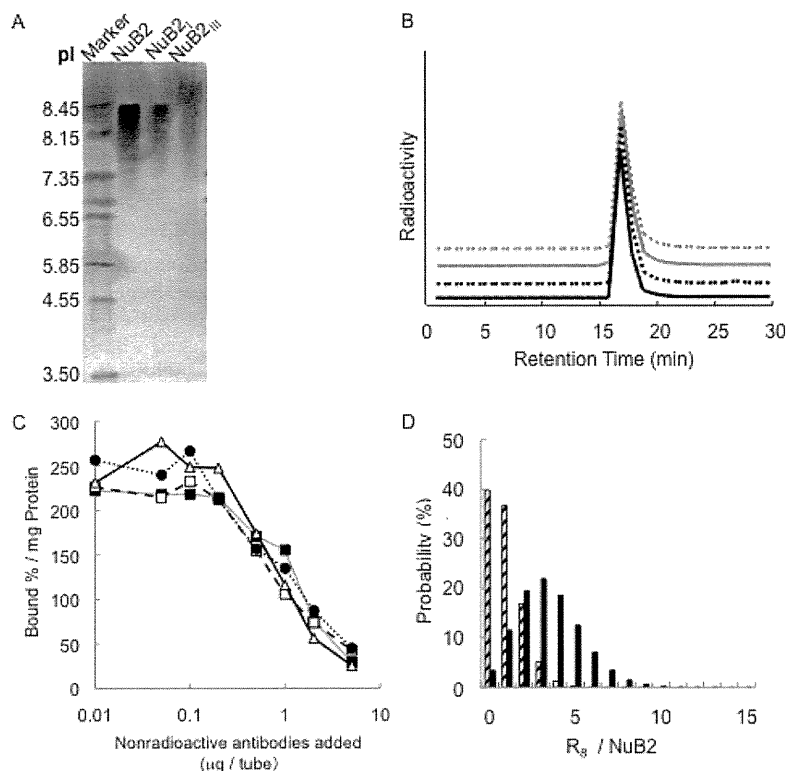 A
pI
Marker
NuB2
NuB2I
NuB2III
8.45
8.15
7.35
6.55
5.85
4.55
3.50
B
Radioactivity
0 5 10 15 20 25 30
Retention Time (min)
C
Bound % / mg Protein
300
250
200
150
100
50
0
0.01 0.1 1 10
Nonradioactive antibodies added
(μg / tube)
D
Probability (%)
50
40
30
20
10
0
0 5 10 15
R8 / NuB2